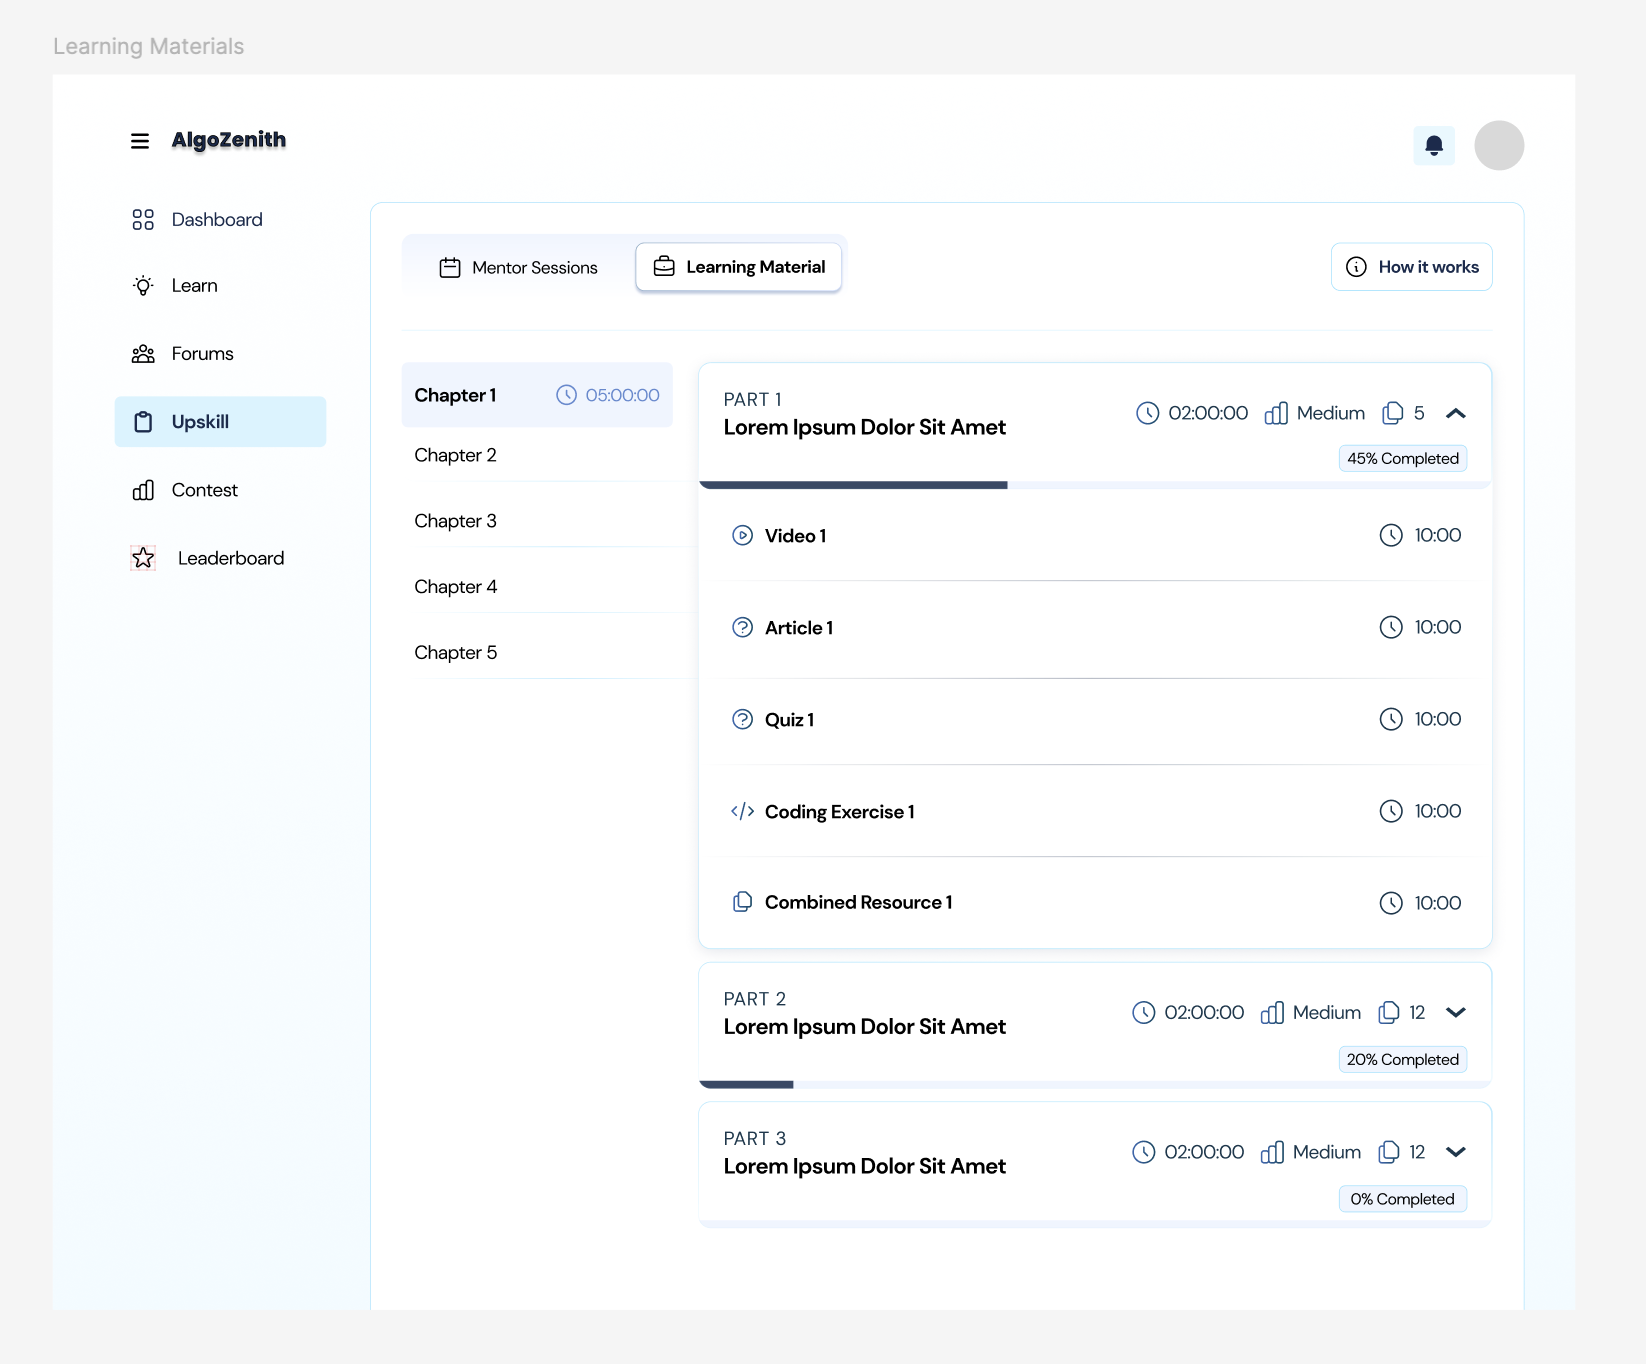 Learning Materials
AlgoZenith
Dashboard
Learn
Forums
Upskill
Contest
Leaderboard
Mentor Sessions
Learning Material
How it works
Chapter 1 05:00:00
Chapter 2
Chapter 3
Chapter 4
Chapter 5
PART 1
Lorem Ipsum Dolor Sit Amet
02:00:00 Medium 5
45% Completed
Video 1 10:00
Article 1 10:00
Quiz 1 10:00
Coding Exercise 1 10:00
Combined Resource 1 10:00
PART 2
Lorem Ipsum Dolor Sit Amet
02:00:00 Medium 12
20% Completed
PART 3
Lorem Ipsum Dolor Sit Amet
02:00:00 Medium 12
0% Completed